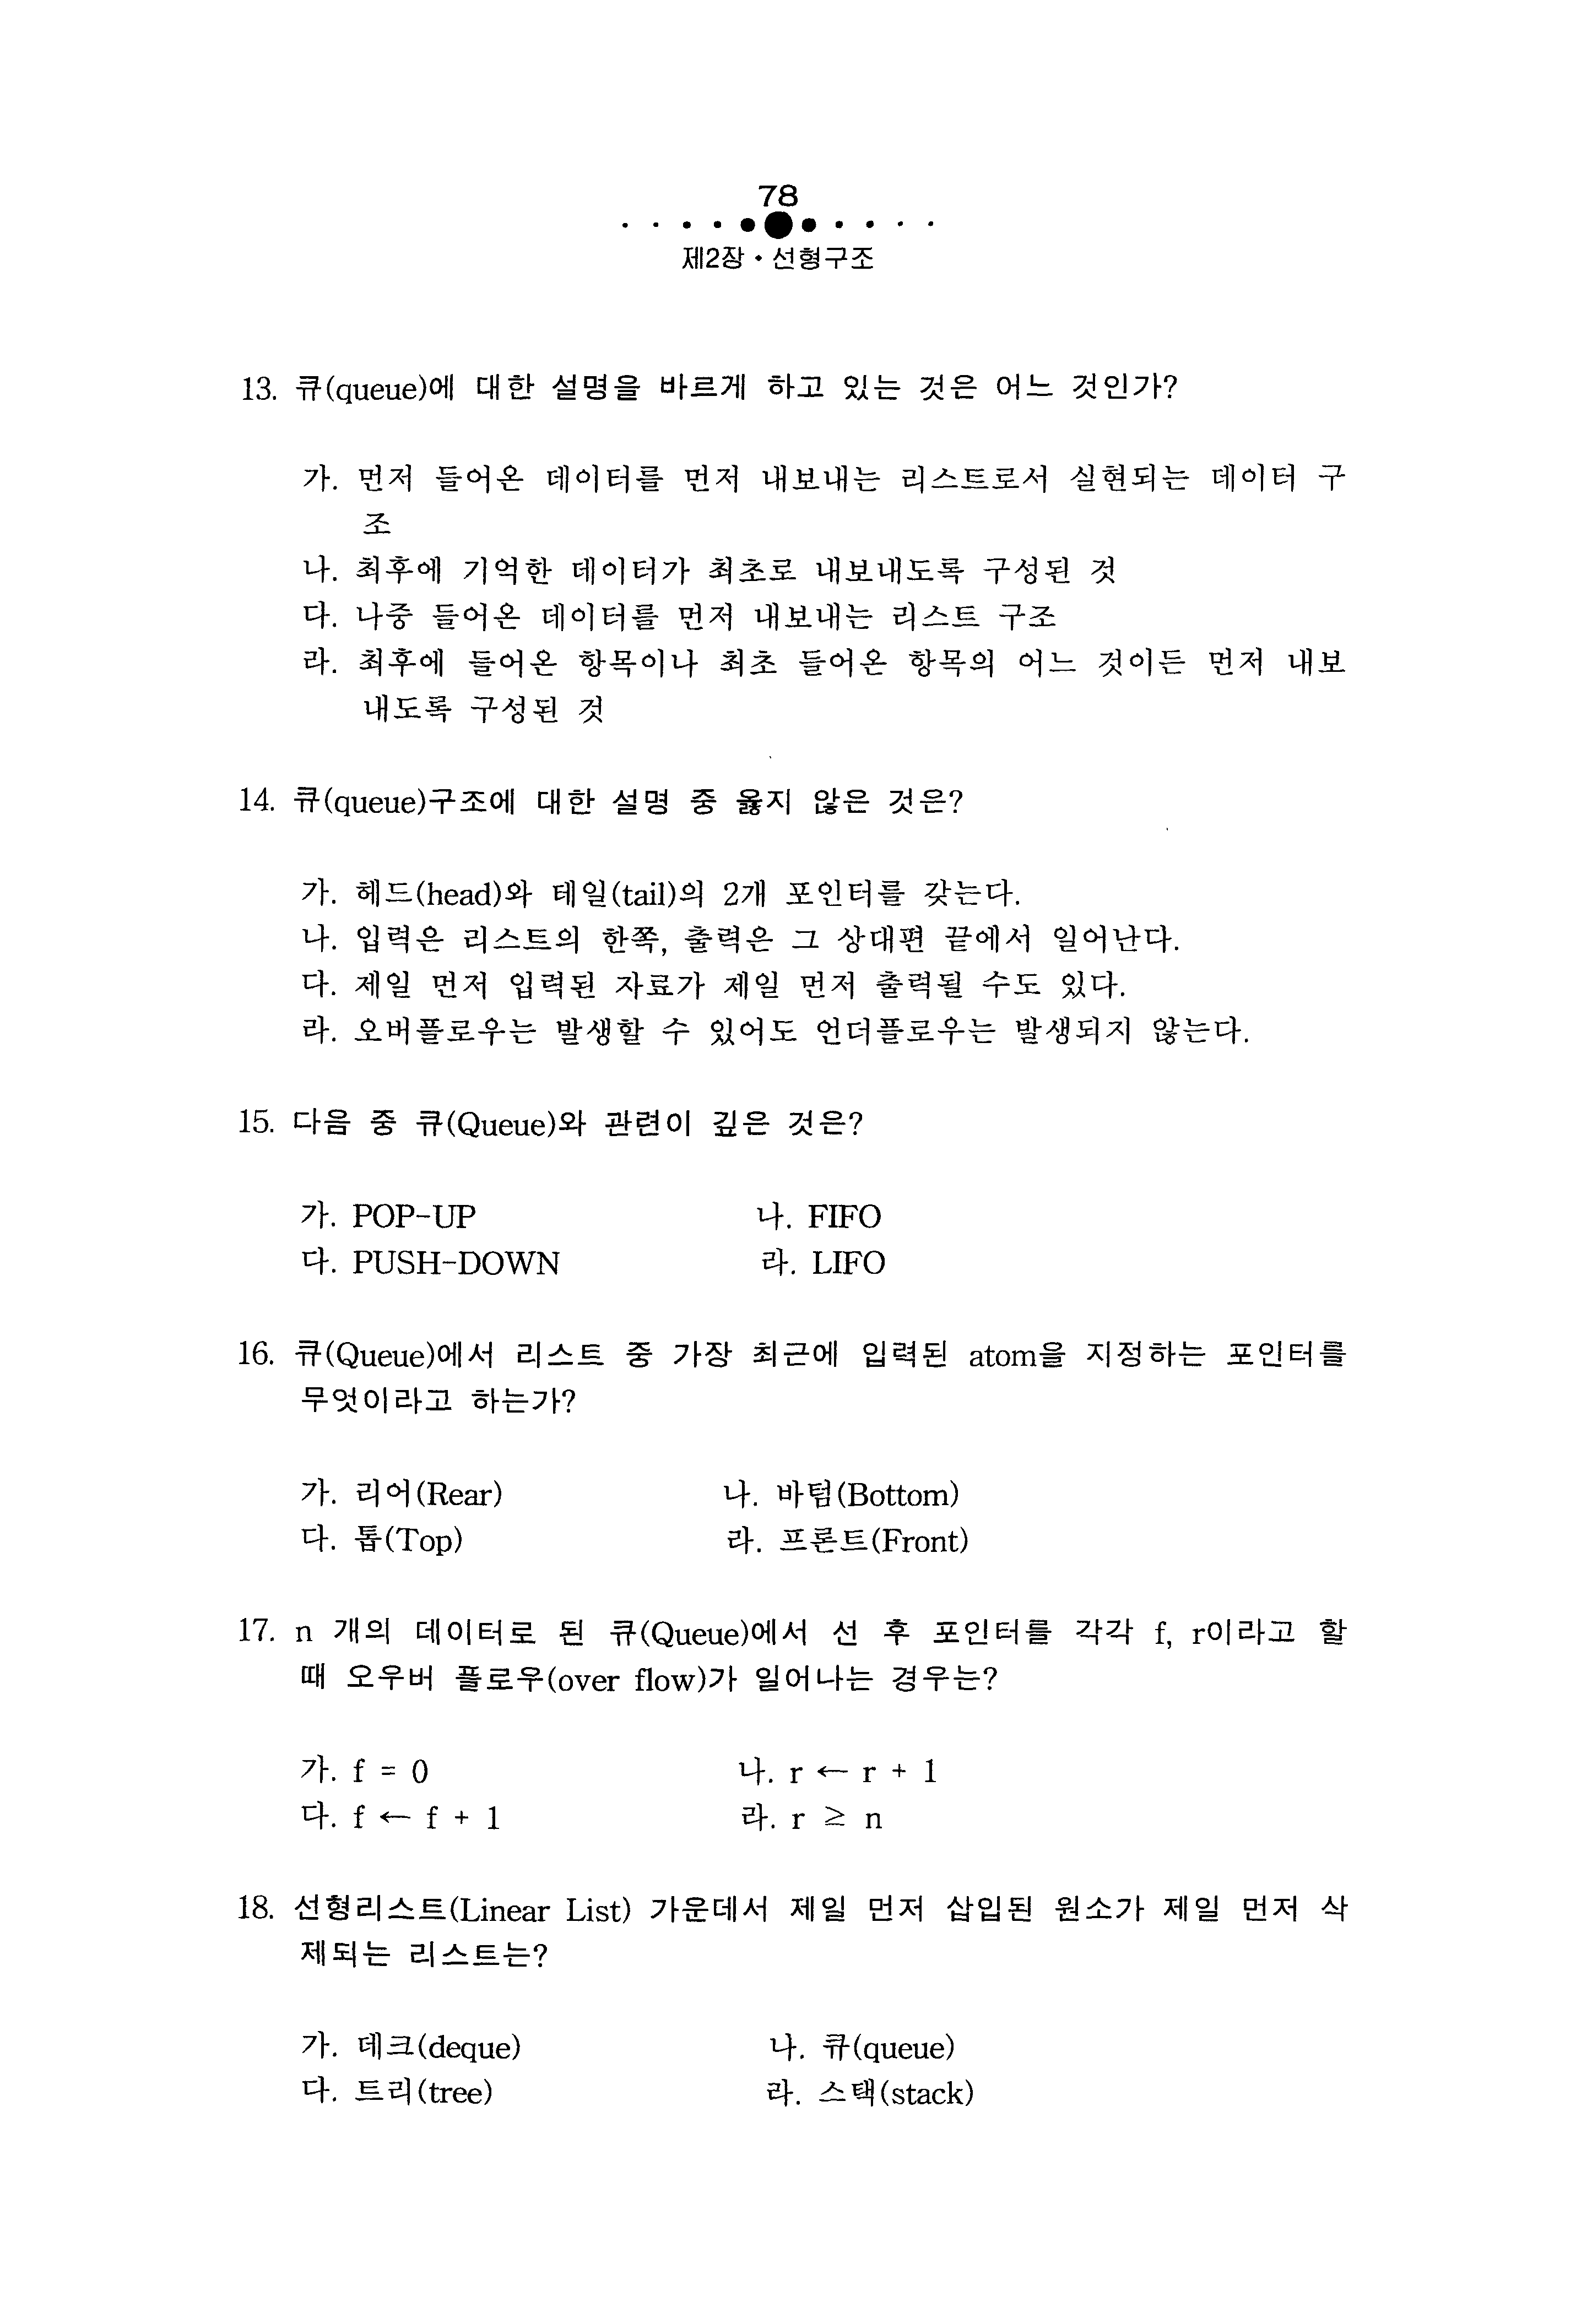 78
제2장 • 선형구조
13. 큐(queue)에 대한 설명을 바르게 하고 있는 것은 어느 것인가?
가. 먼저 들어온 데이터를 먼저 내보내는 리스트로서 실현되는 데이터 구
조
나. 최후에 기억한 데이터가 최초로 내보내도록 구성된 것
다. 나중 들어온 데이터를 먼저 내보내는 리스트 구조
라. 최후에 들어온 항목이나 최초 들어온 항목의 어느 것이든 먼저 내보
내도록 구성된 것
14. 큐(queue)구조에 대한 설명 중 옳지 않은 것은?
가. 헤드(head)와 테일(tail)의 2개 포인터를 갖는다.
나. 입력은 리스트의 한쪽, 출력은 그 상대편 끝에서 일어난다.
다. 제일 먼저 입력된 자료가 제일 먼저 출력될 수도 있다.
라. 오버플로우는 발생할 수 있어도 언더플로우는 발생되지 않는다.
15. 다음 중 큐(Queue)와 관련이 깊은 것은?
가. POP-UP 나. FIFO
다. PUSH-DOWN 라. LIFO
16. 큐(Queue)에서 리스트 중 가장 최근에 입력된 atom을 지정하는 포인터를
무엇이라고 하는가?
가. 리어(Rear) 나. 바텀(Bottom)
다. 톱(Top) 라. 프론트(Front)
17. n 개의 데이터로 된 큐(Queue)에서 선 후 포인터를 각각 f, r이라고 할
때 오우버 플로우(over flow)가 일어나는 경우는?
가. f = 0 나. r ← r + 1
다. f ← f + 1 라. r ≥ n
18. 선형리스트(Linear List) 가운데서 제일 먼저 삽입된 원소가 제일 먼저 삭
제되는 리스트는?
가. 데크(deque) 나. 큐(queue)
다. 트리(tree) 라. 스택(stack)